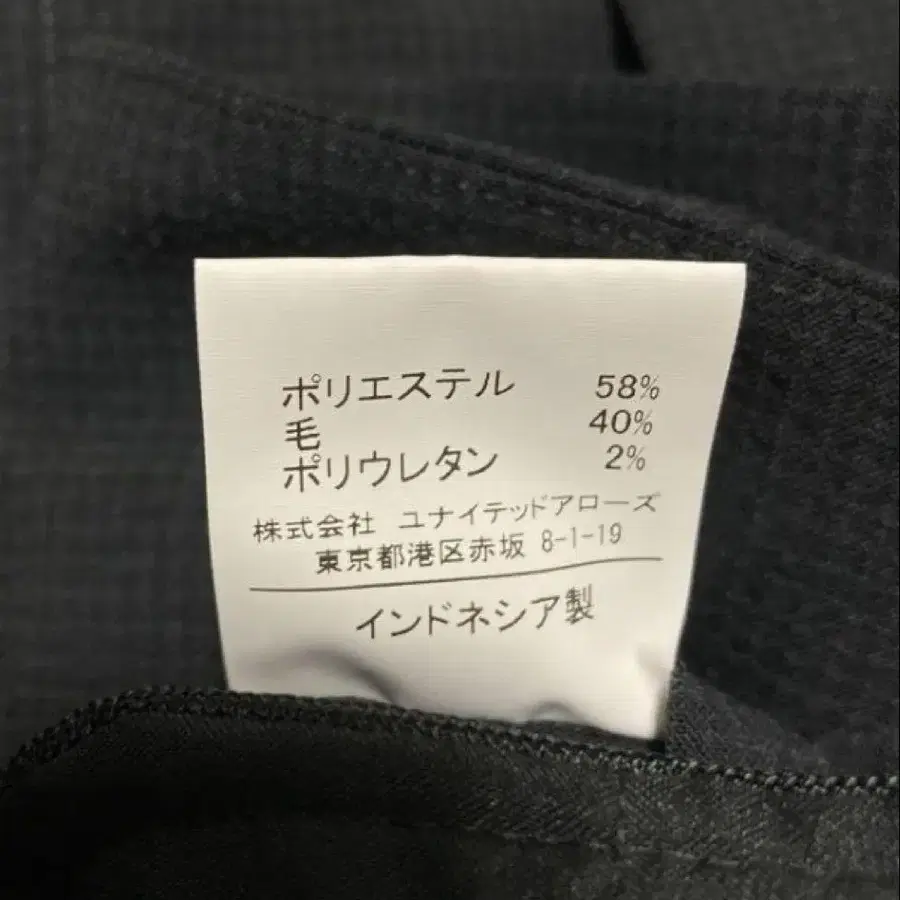 ポリエステル 58%
毛 40%
ポリウレタン 2%
株式会社 ユナイテッドアローズ
東京都港区赤坂 8-1-19
インドネシア製